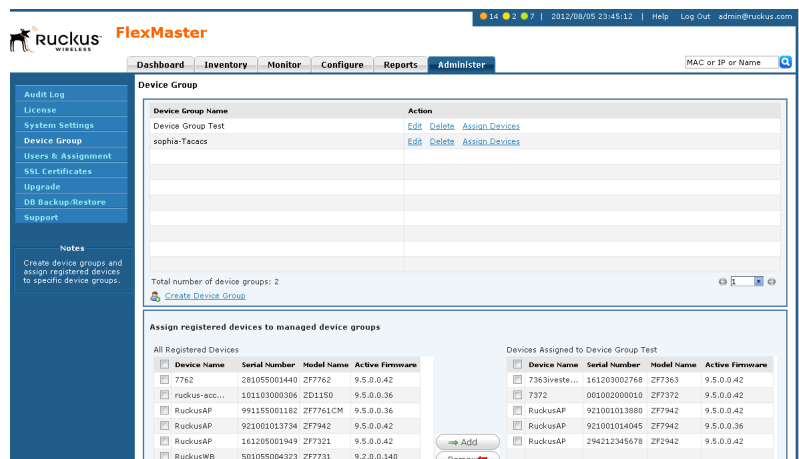 14 2 7 | 2012/08/05 23:45:12 | Help Log Out admin@ruckus.com
Ruckus WIRELESS
FlexMaster
Dashboard Inventory Monitor Configure Reports Administer
MAC or IP or Name
Audit Log
License
System Settings
Device Group
Users & Assignment
SSL Certificates
Upgrade
DB Backup/Restore
Support
Notes
Create device groups and
assign registered devices
to specific device groups.
Device Group
Device Group Name Action
Device Group Test Edit Delete Assign Devices
sophia-Tacacs Edit Delete Assign Devices
Total number of device groups: 2 1
Create Device Group
Assign registered devices to managed device groups
All Registered Devices
Device Name Serial Number Model Name Active Firmware
7762 281055001440 ZF7762 9.5.0.0.42
ruckus-acc... 101103000306 ZD1150 9.5.0.0.36
RuckusAP 991155001182 ZF7761CM 9.5.0.0.36
RuckusAP 921001013734 ZF7942 9.5.0.0.42
RuckusAP 161205001949 ZF7321 9.5.0.0.42
RuckusWB 501055004323 ZF7731 9.2.0.0.140
Add
Devices Assigned to Device Group Test
Device Name Serial Number Model Name Active Firmware
7363iveste... 161203002768 ZF7363 9.5.0.0.42
7372 001002000010 ZF7372 9.5.0.0.42
RuckusAP 921001013880 ZF7942 9.5.0.0.42
RuckusAP 921001014045 ZF7942 9.5.0.0.36
RuckusAP 294212345678 ZF2942 9.5.0.0.42